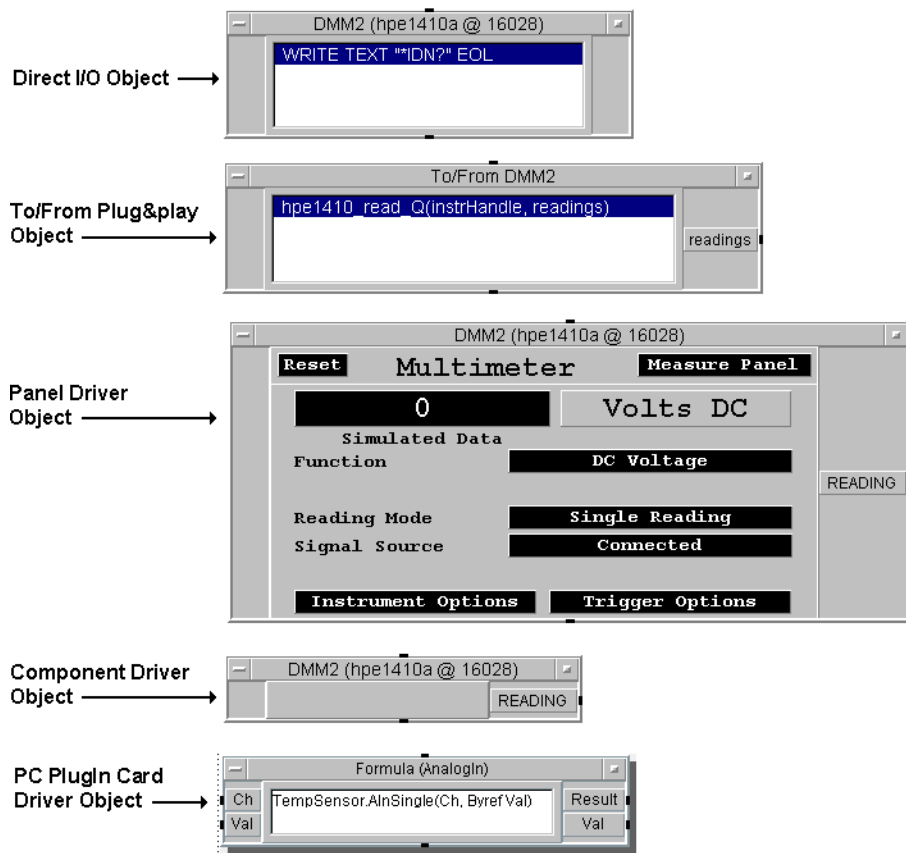 DMM2 (hpe1410a @ 16028)
Direct I/O Object
WRITE TEXT "*IDN?" EOL
To/From DMM2
To/From Plug&play
Object
hpe1410_read_Q(instrHandle, readings)
readings
DMM2 (hpe1410a @ 16028)
Panel Driver
Object
Reset
Multimeter
Measure Panel
0
Volts DC
Simulated Data
Function
DC Voltage
READING
Reading Mode
Single Reading
Signal Source
Connected
Instrument Options
Trigger Options
Component Driver
Object
DMM2 (hpe1410a @ 16028)
READING
PC PlugIn Card
Driver Object
Formula (AnalogIn)
Ch
TempSensor.AInSingle(Ch, Byref Val)
Result
Val
Val